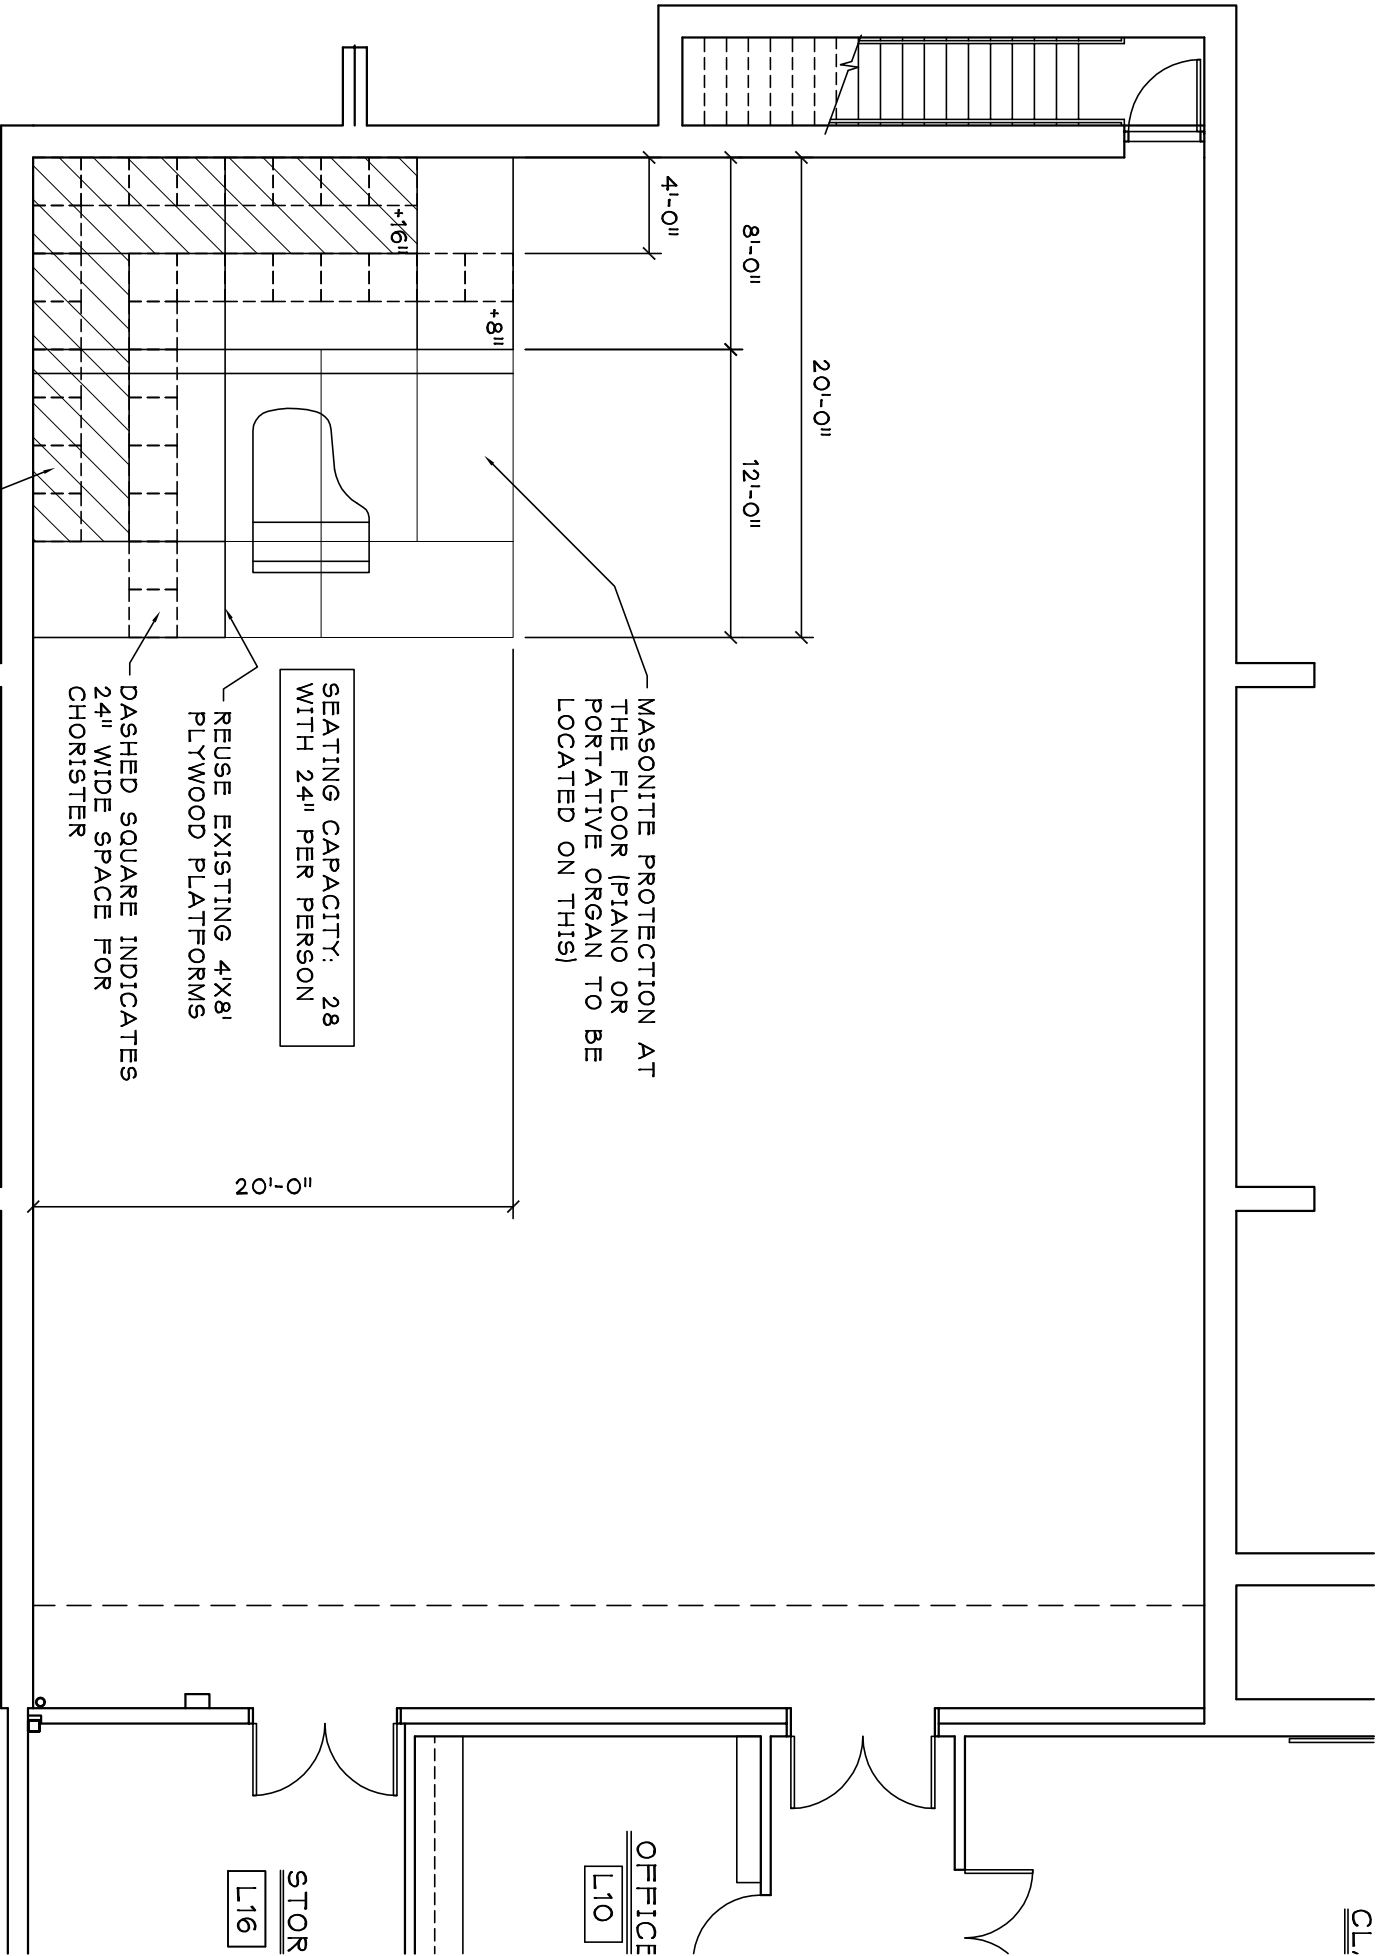 4'-0"
8'-0"
20'-0"
12'-0"
+16"
+8"
MASONITE PROTECTION AT
THE FLOOR (PIANO OR
PORTATIVE ORGAN TO BE
LOCATED ON THIS)
SEATING CAPACITY: 28
WITH 24" PER PERSON
REUSE EXISTING 4'X8'
PLYWOOD PLATFORMS
DASHED SQUARE INDICATES
24" WIDE SPACE FOR
CHORISTER
20'-0"
OFFICE
L10
STOR
L16